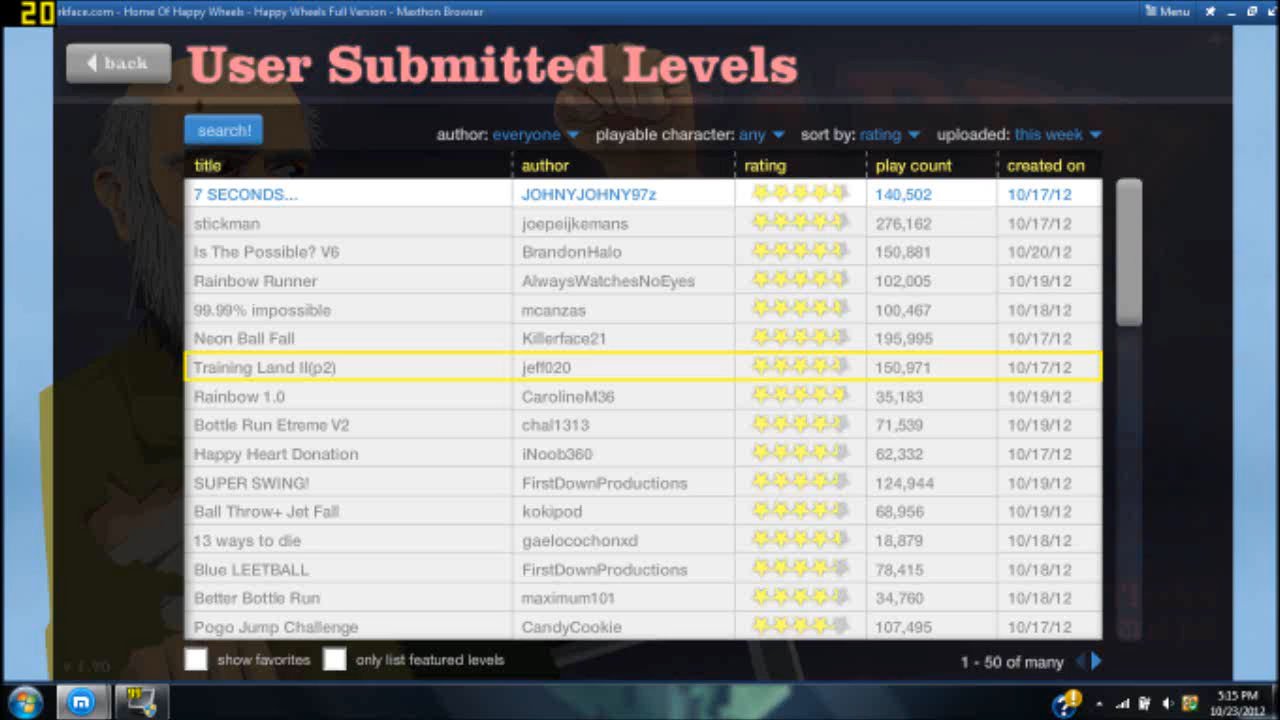 20
rkface.com - Home Of Happy Wheels - Happy Wheels Full Version - Maxthon Browser
Menu
back
User Submitted Levels
search!
author: everyone playable character: any sort by: rating uploaded: this week
title author rating play count created on
7 SECONDS... JOHNYJOHNY97z 140,502 10/17/12
stickman joepeijkemans 276,162 10/17/12
Is The Possible? V6 BrandonHalo 150,881 10/20/12
Rainbow Runner AlwaysWatchesNoEyes 102,005 10/19/12
99.99% impossible mcanzas 100,467 10/18/12
Neon Ball Fall Killerface21 195,995 10/17/12
Training Land II(p2) jeff020 150,971 10/17/12
Rainbow 1.0 CarolineM36 35,183 10/19/12
Bottle Run Etreme V2 chal1313 71,539 10/19/12
Happy Heart Donation iNoob360 62,332 10/17/12
SUPER SWING! FirstDownProductions 124,944 10/19/12
Ball Throw+ Jet Fall kokipod 68,956 10/19/12
13 ways to die gaelocochonxd 18,879 10/18/12
Blue LEETBALL FirstDownProductions 78,415 10/18/12
Better Bottle Run maximum101 34,760 10/18/12
Pogo Jump Challenge CandyCookie 107,495 10/17/12
show favorites only list featured levels 1 - 50 of many
5:15 PM
10/23/2012